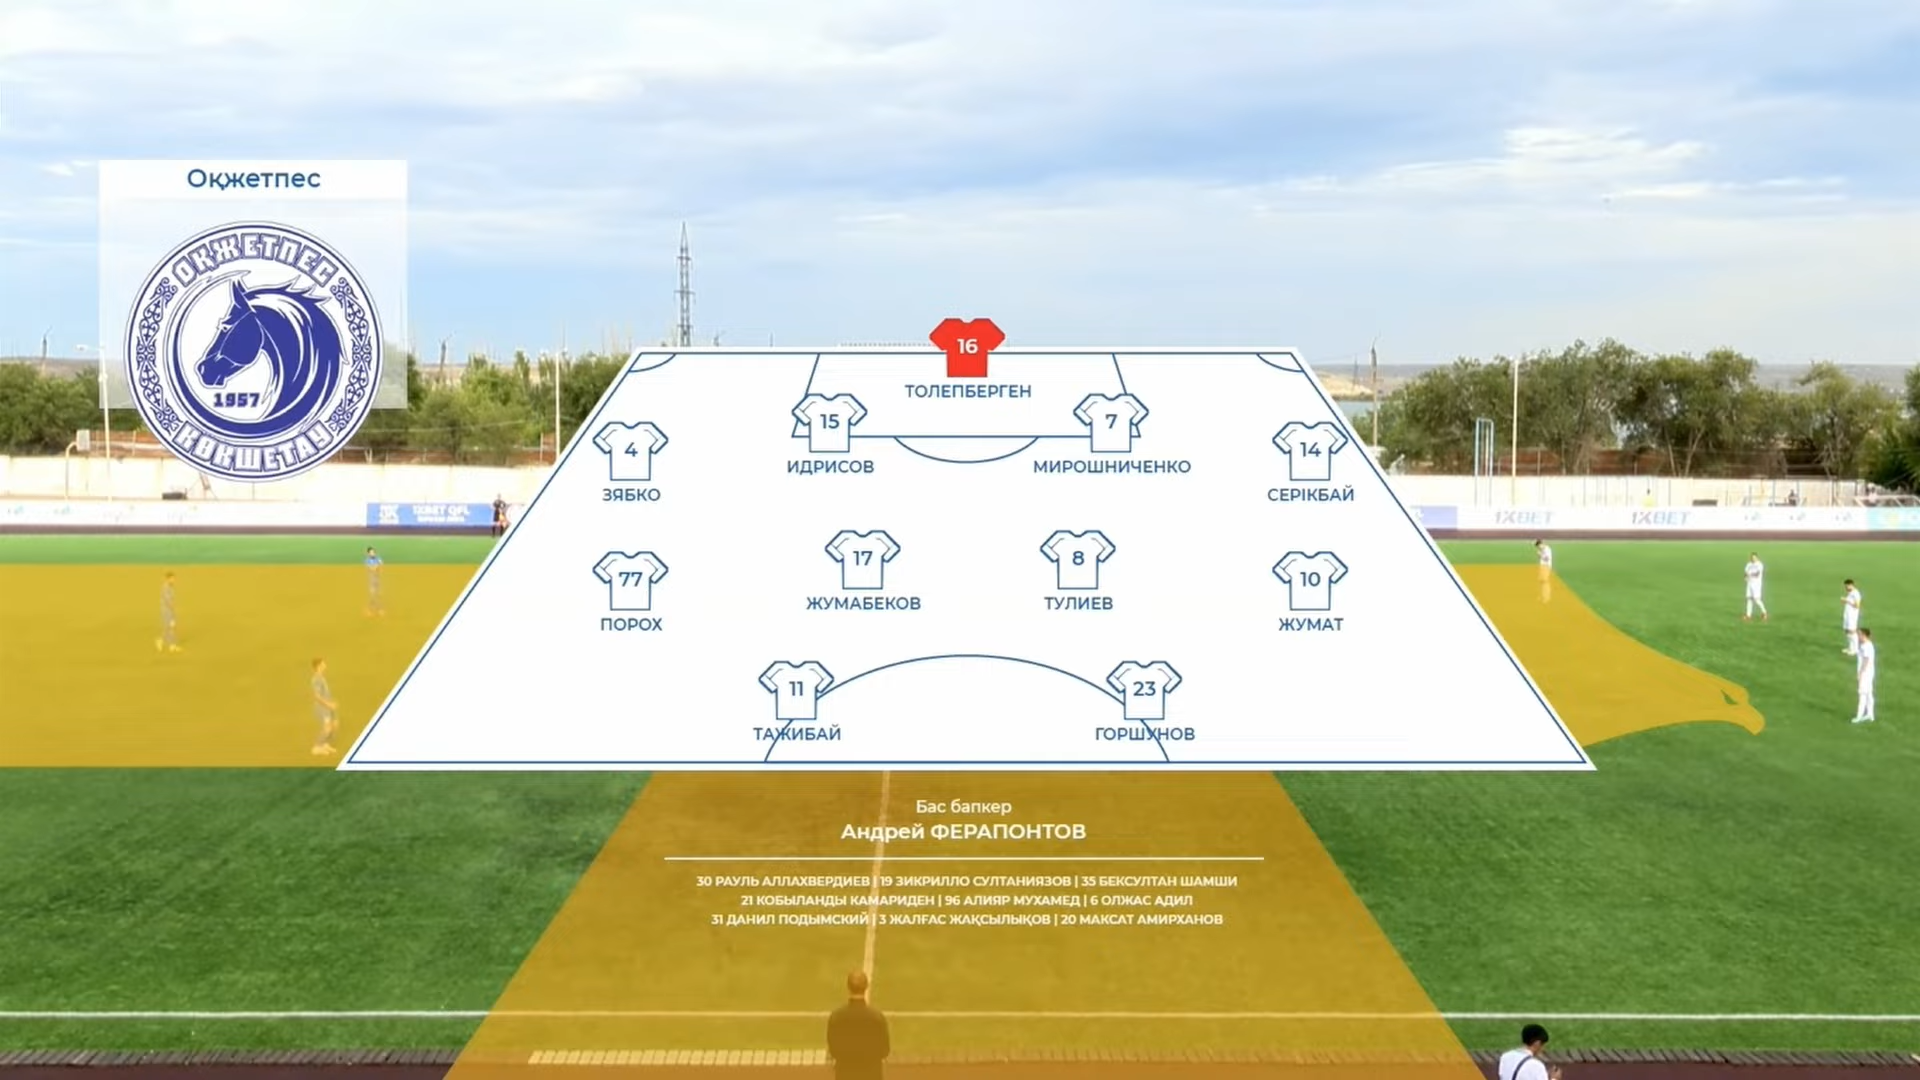 Оқжетпес
ОҚЖЕТПЕС
1957
КӨКШЕТАУ
16
ТОЛЕПБЕРГЕН
15
ИДРИСОВ
7
МИРОШНИЧЕНКО
4
ЗЯБКО
14
СЕРІКБАЙ
1XBET QFL
1XBET
1XBET
17
ЖУМАБЕКОВ
8
ТУЛИЕВ
77
ПОРОХ
10
ЖУМАТ
11
ТАЖИБАЙ
23
ГОРШУНОВ
Бас бапкер
Андрей ФЕРАПОНТОВ
30 РАУЛЬ АЛЛАХВЕРДИЕВ | 19 ЗИКРИЛЛО СУЛТАНИЯЗОВ | 35 БЕКСУЛТАН ШАМШИ
21 КОБЫЛАНДЫ КАМАРИДЕН | 96 АЛИЯР МУХАМЕД | 6 ОЛЖАС АДИЛ
31 ДАНИЛ ПОДЫМСКИЙ | 3 ЖАЛҒАС ЖАҚСЫЛЫҚОВ | 20 МАКСАТ АМИРХАНОВ